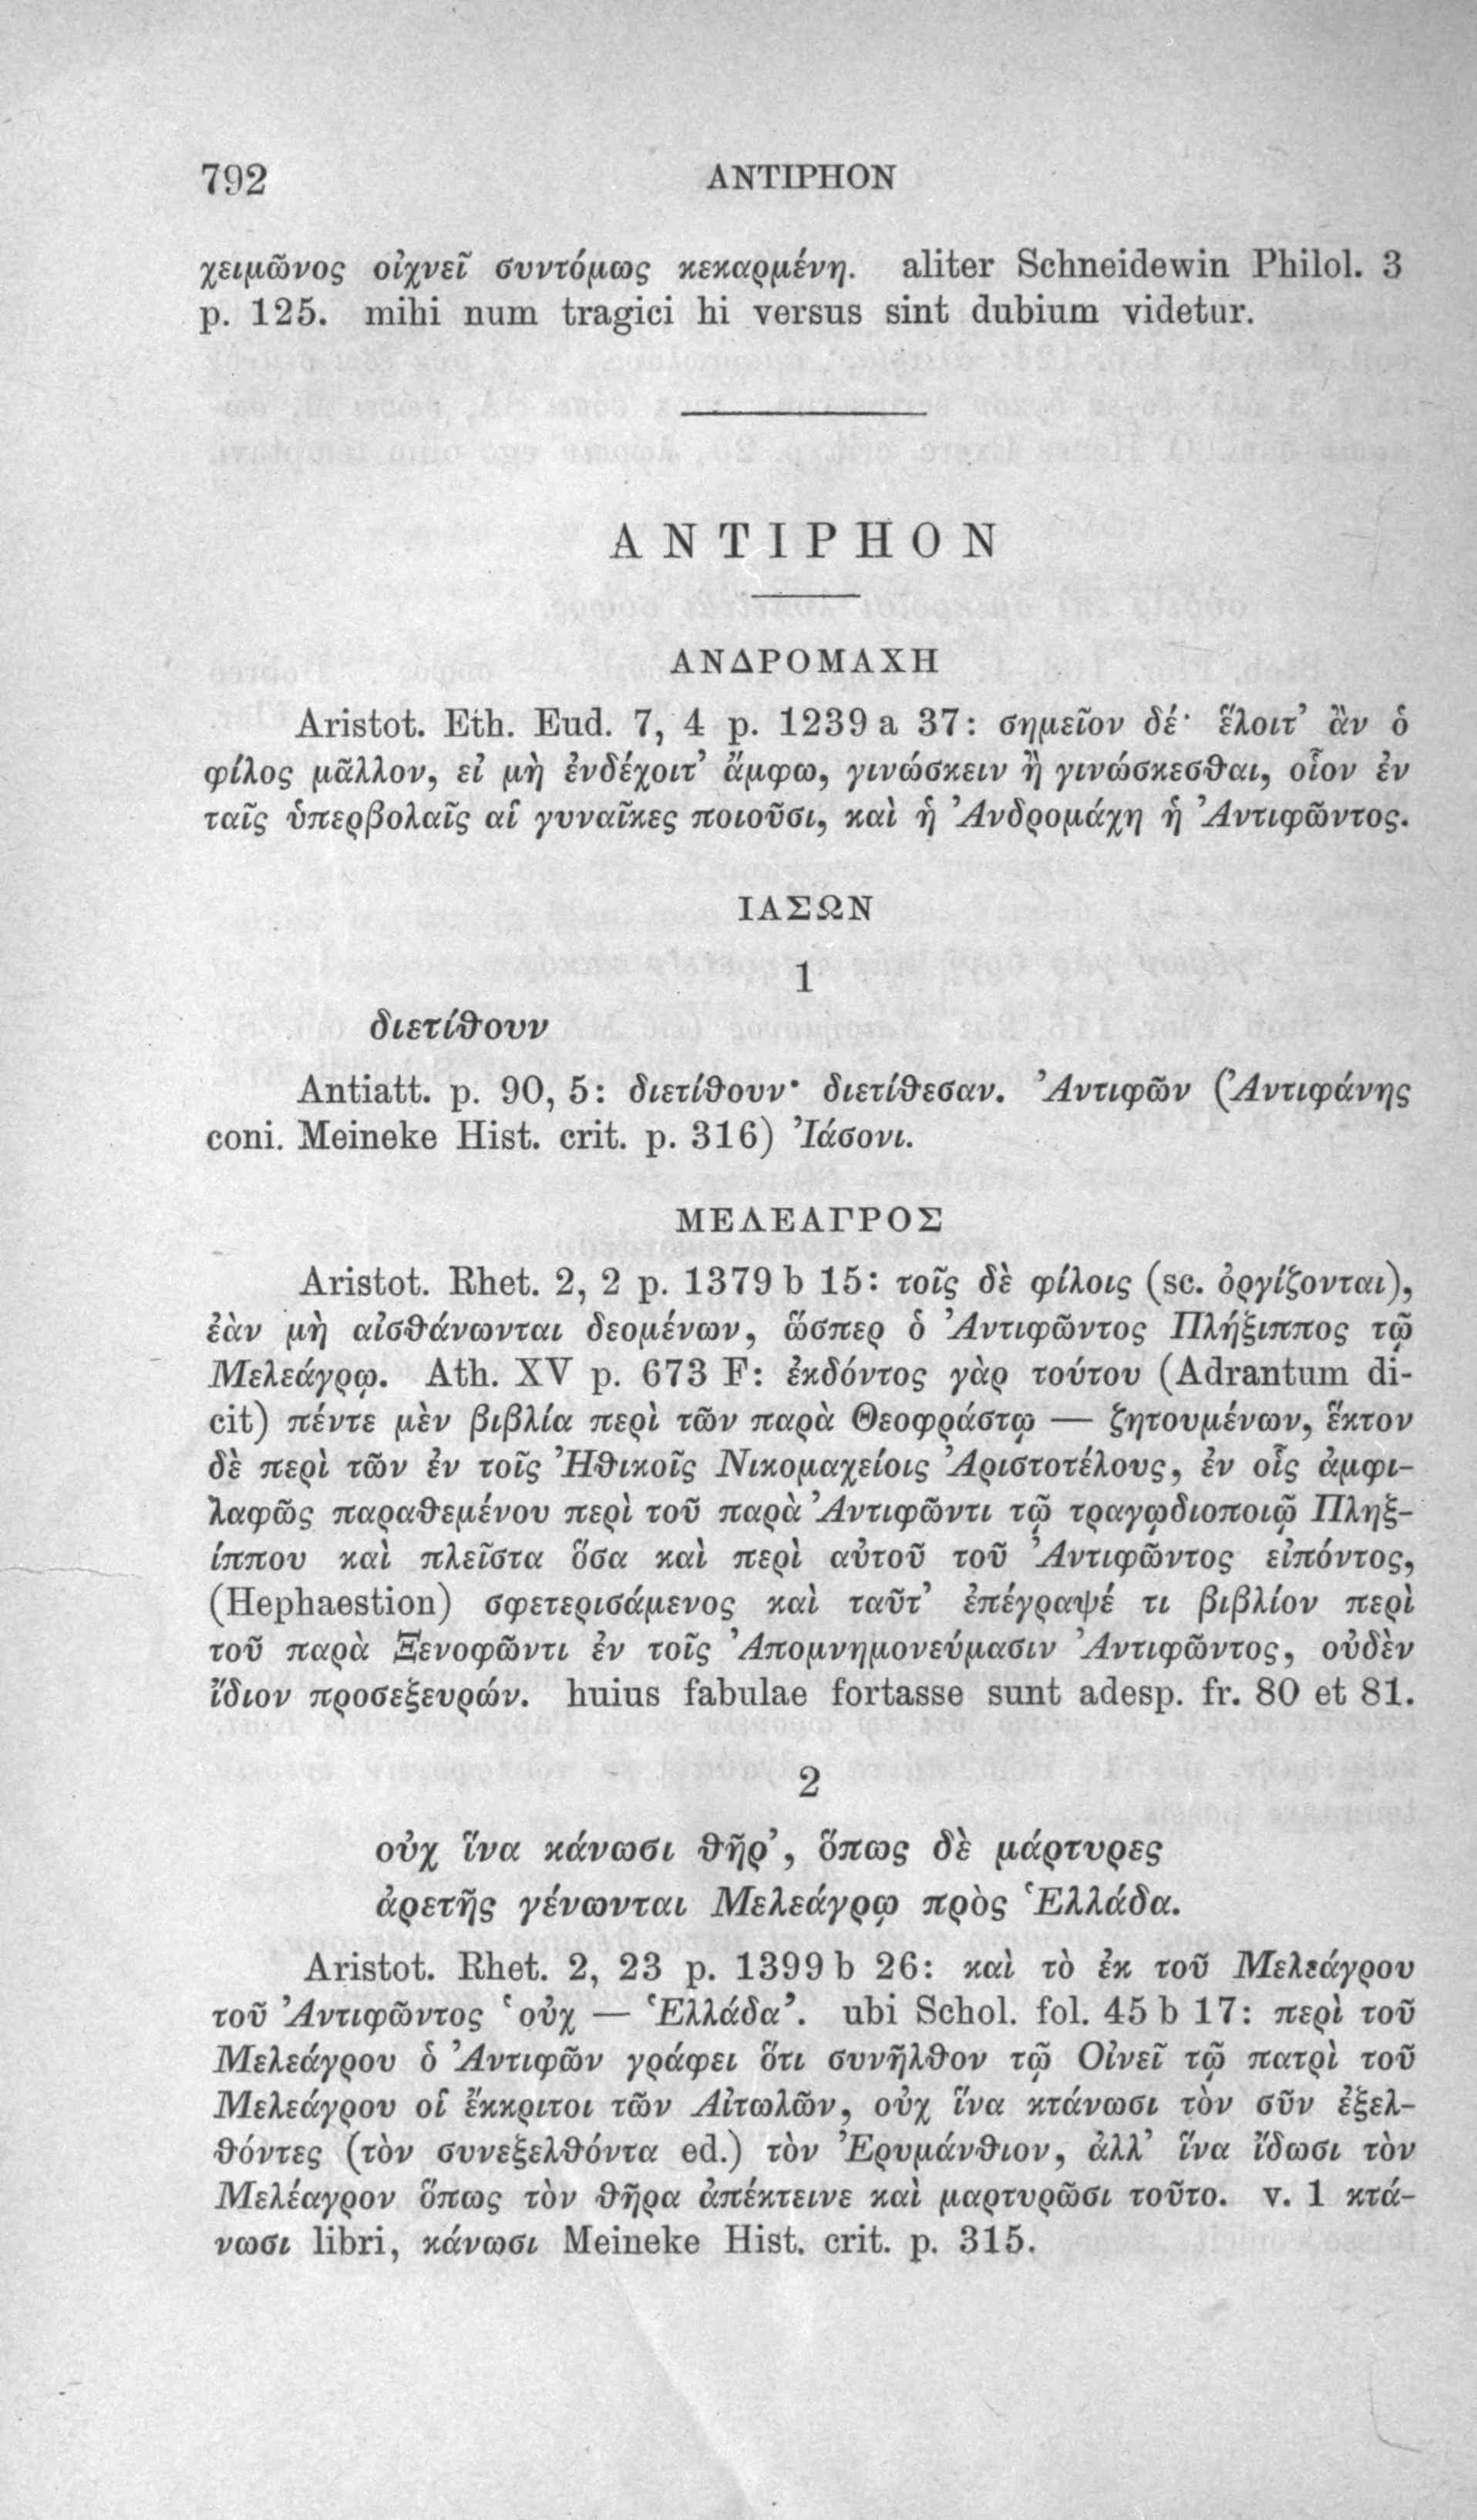 792 ANTIPHON
χειμῶνος οἰχνεῖ συντόμως κεκαρμένη. aliter Schneidewin Philol. 3
p. 125. mihi num tragici hi versus sint dubium videtur.
ANTIPHON
ΑΝΔΡΟΜΑΧΗ
Aristot. Eth. Eud. 7, 4 p. 1239 a 37: σημεῖον δέ· ἕλοιτ’ ἂν ὁ
φίλος μᾶλλον, εἰ μὴ ἐνδέχοιτ’ ἄμφω, γινώσκειν ἢ γινώσκεσθαι, οἷον ἐν
ταῖς ὑπερβολαῖς αἱ γυναῖκες ποιοῦσι, καὶ ἡ Ἀνδρομάχη ἡ Ἀντιφῶντος.
ΙΑΣΩΝ
1
διετίθουν
Antiatt. p. 90, 5: διετίθουν· διετίθεσαν. Ἀντιφῶν (Ἀντιφάνης
coni. Meineke Hist. crit. p. 316) Ἰάσονι.
ΜΕΛΕΑΓΡΟΣ
Aristot. Rhet. 2, 2 p. 1379 b 15: τοῖς δὲ φίλοις (sc. ὀργίζονται),
ἐὰν μὴ αἰσθάνωνται δεομένων, ὥσπερ ὁ Ἀντιφῶντος Πλήξιππος τῷ
Μελεάγρῳ. Ath. XV p. 673 F: ἐκδόντος γὰρ τούτου (Adrantum di-
cit) πέντε μὲν βιβλία περὶ τῶν παρὰ Θεοφράστῳ — ζητουμένων, ἕκτον
δὲ περὶ τῶν ἐν τοῖς Ἠθικοῖς Νικομαχείοις Ἀριστοτέλους, ἐν οἷς ἀμφι-
λαφῶς παραθεμένου περὶ τοῦ παρὰ Ἀντιφῶντι τῷ τραγῳδιοποιῷ Πληξ-
ίππου καὶ πλεῖστα ὅσα καὶ περὶ αὐτοῦ τοῦ Ἀντιφῶντος εἰπόντος,
(Hephaestion) σφετερισάμενος καὶ ταῦτ’ ἐπέγραψέ τι βιβλίον περὶ
τοῦ παρὰ Ξενοφῶντι ἐν τοῖς Ἀπομνημονεύμασιν Ἀντιφῶντος, οὐδὲν
ἴδιον προσεξευρών. huius fabulae fortasse sunt adesp. fr. 80 et 81.
2
οὐχ ἵνα κάνωσι θῆρ’, ὅπως δὲ μάρτυρες
ἀρετῆς γένωνται Μελεάγρῳ πρὸς Ἑλλάδα.
Aristot. Rhet. 2, 23 p. 1399 b 26: καὶ τὸ ἐκ τοῦ Μελεάγρου
τοῦ Ἀντιφῶντος ‘οὐχ — Ἑλλάδα’. ubi Schol. fol. 45 b 17: περὶ τοῦ
Μελεάγρου ὁ Ἀντιφῶν γράφει ὅτι συνῆλθον τῷ Οἰνεῖ τῷ πατρὶ τοῦ
Μελεάγρου οἱ ἔκκριτοι τῶν Αἰτωλῶν, οὐχ ἵνα κτάνωσι τὸν σῦν ἐξελ-
θόντες (τὸν συνεξελθόντα ed.) τὸν Ἐρυμάνθιον, ἀλλ’ ἵνα ἴδωσι τὸν
Μελέαγρον ὅπως τὸν θῆρα ἀπέκτεινε καὶ μαρτυρῶσι τοῦτο. v. 1 κτά-
νωσι libri, κάνωσι Meineke Hist. crit. p. 315.